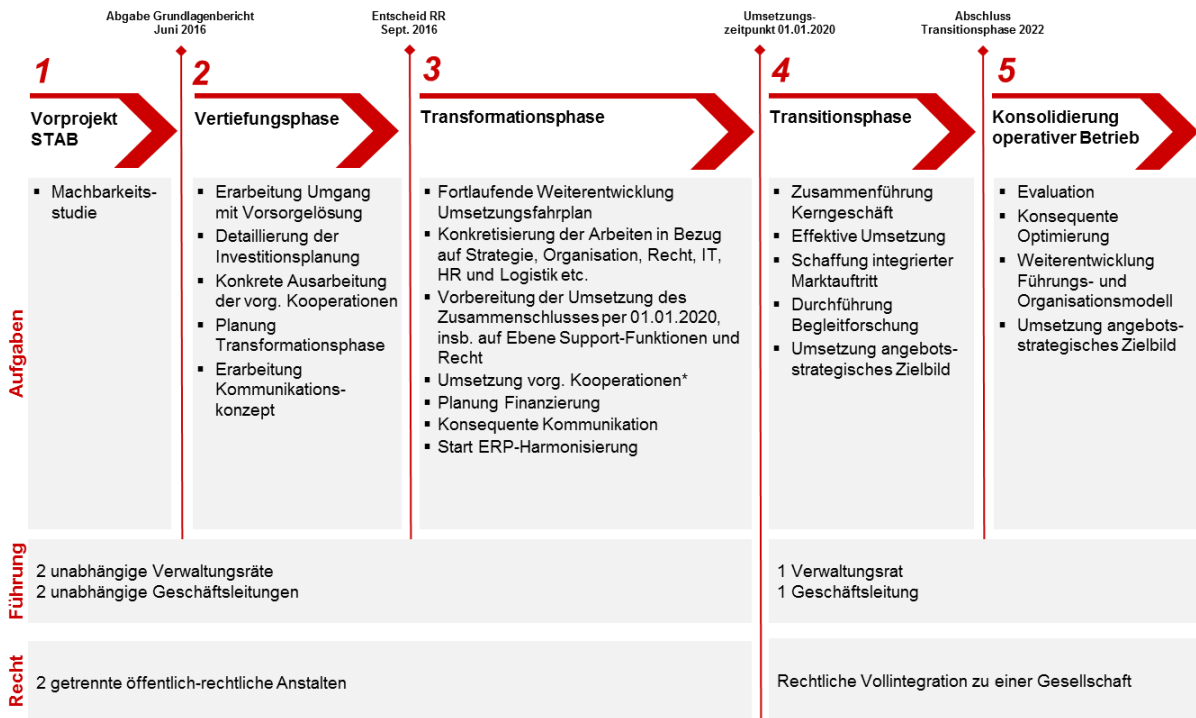 Abgabe Grundlagenbericht
Juni 2016
Entscheid RR
Sept. 2016
Umsetzungs-
zeitpunkt 01.01.2020
Abschluss
Transitionsphase 2022
1
Vorprojekt
STAB
2
Vertiefungsphase
3
Transformationsphase
4
Transitionsphase
5
Konsolidierung
operativer Betrieb
Aufgaben
▪ Machbarkeits-
studie
▪ Erarbeitung Umgang
mit Vorsorgelösung
▪ Detaillierung der
Investitionsplanung
▪ Konkrete Ausarbeitung
der vorg. Kooperationen
▪ Planung
Transformationsphase
▪ Erarbeitung
Kommunikations-
konzept
▪ Fortlaufende Weiterentwicklung
Umsetzungsfahrplan
▪ Konkretisierung der Arbeiten in Bezug
auf Strategie, Organisation, Recht, IT,
HR und Logistik etc.
▪ Vorbereitung der Umsetzung des
Zusammenschlusses per 01.01.2020,
insb. auf Ebene Support-Funktionen und
Recht
▪ Umsetzung vorg. Kooperationen*
▪ Planung Finanzierung
▪ Konsequente Kommunikation
▪ Start ERP-Harmonisierung
▪ Zusammenführung
Kerngeschäft
▪ Effektive Umsetzung
▪ Schaffung integrierter
Marktauftritt
▪ Durchführung
Begleitforschung
▪ Umsetzung angebots-
strategisches Zielbild
▪ Evaluation
▪ Konsequente
Optimierung
▪ Weiterentwicklung
Führungs- und
Organisationsmodell
▪ Umsetzung angebots-
strategisches Zielbild
Führung
2 unabhängige Verwaltungsräte
2 unabhängige Geschäftsleitungen
1 Verwaltungsrat
1 Geschäftsleitung
Recht
2 getrennte öffentlich-rechtliche Anstalten
Rechtliche Vollintegration zu einer Gesellschaft